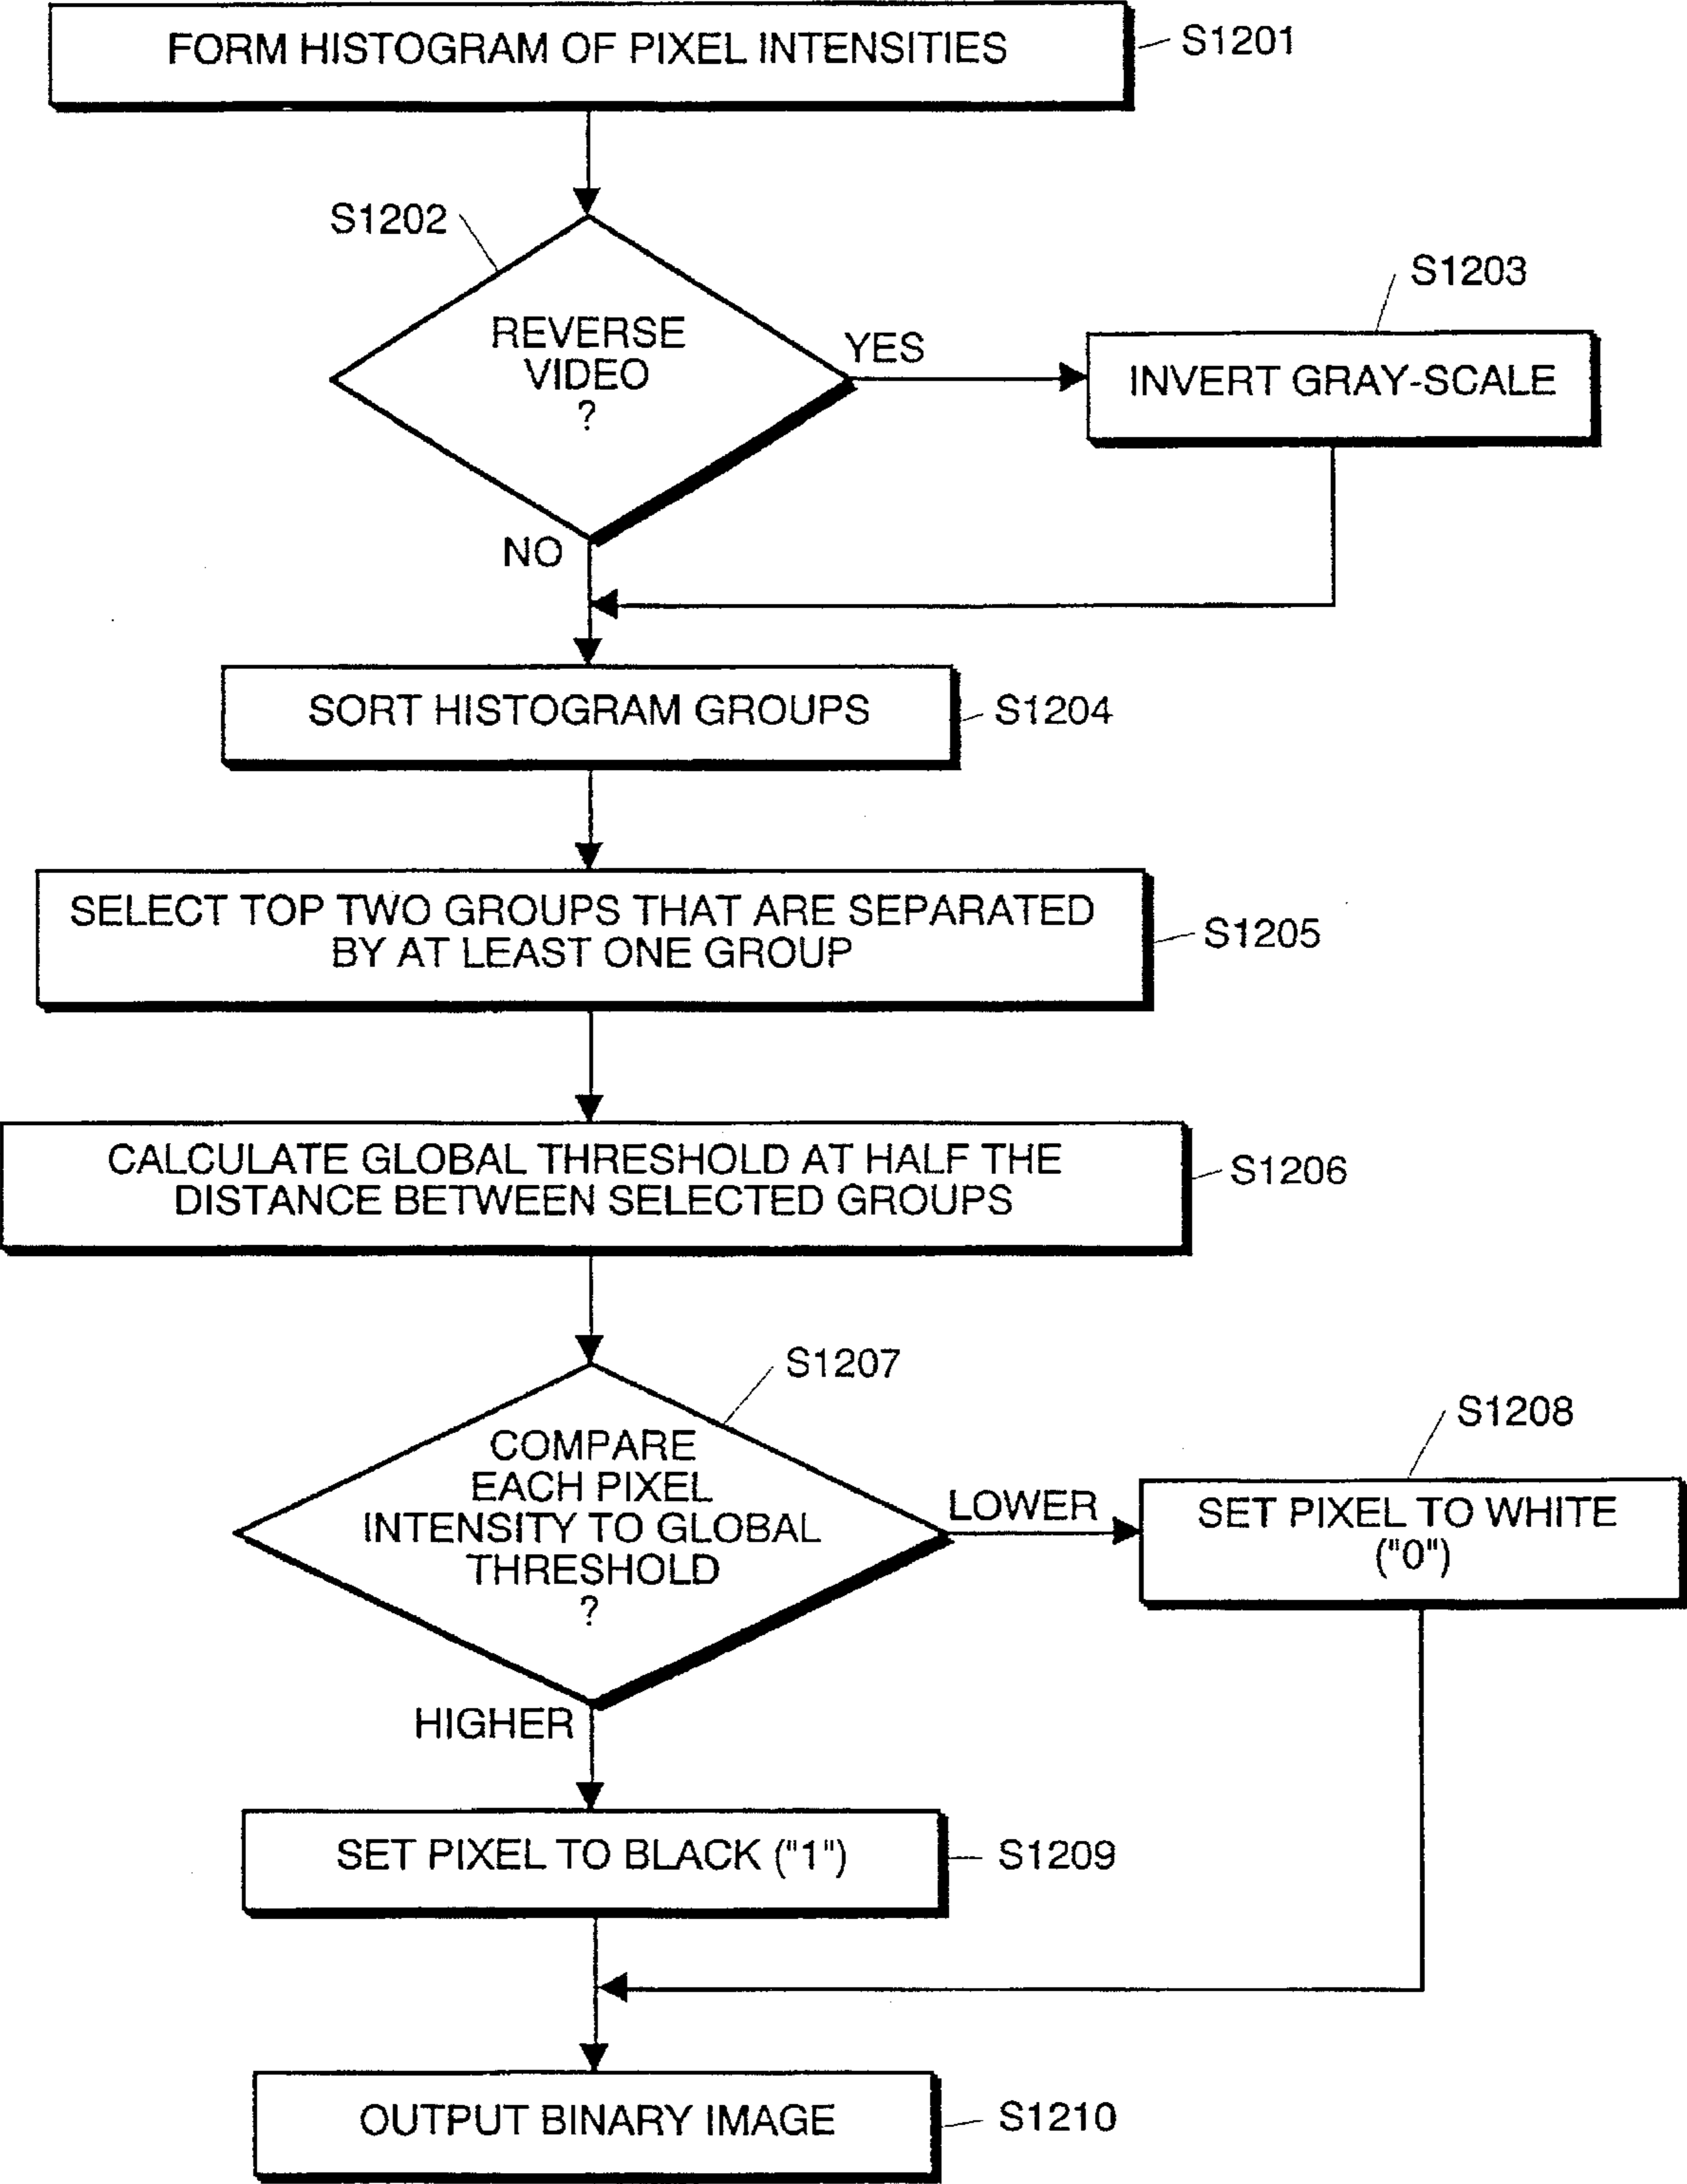 FORM HISTOGRAM OF PIXEL INTENSITIES
S1201
S1202
REVERSE
VIDEO
?
YES
S1203
INVERT GRAY-SCALE
NO
SORT HISTOGRAM GROUPS
S1204
SELECT TOP TWO GROUPS THAT ARE SEPARATED
BY AT LEAST ONE GROUP
S1205
CALCULATE GLOBAL THRESHOLD AT HALF THE
DISTANCE BETWEEN SELECTED GROUPS
S1206
S1207
COMPARE
EACH PIXEL
INTENSITY TO GLOBAL
THRESHOLD
?
LOWER
S1208
SET PIXEL TO WHITE
("0")
HIGHER
SET PIXEL TO BLACK ("1")
S1209
OUTPUT BINARY IMAGE
S1210